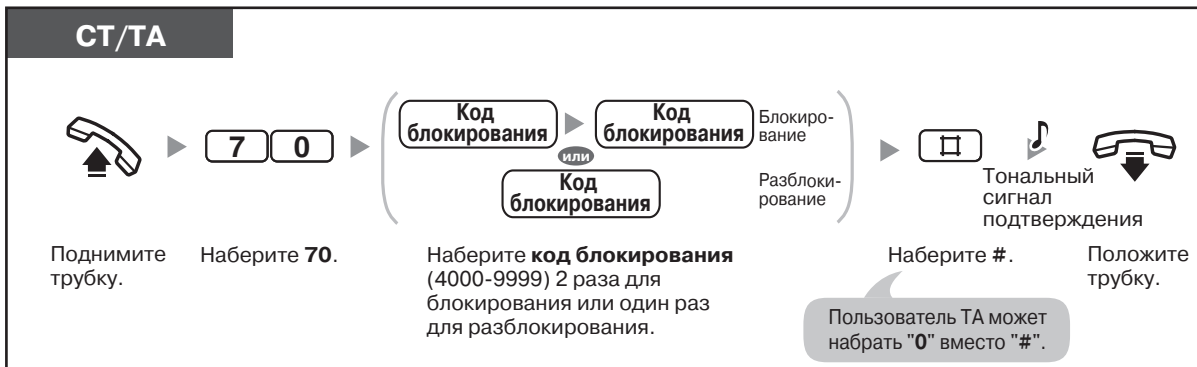 СТ/ТА
7 0
Код блокирования
Код блокирования
Блокиро-
вание
или
Код блокирования
Разблоки-
рование
#
Тональный
сигнал
подтверждения
Поднимите
трубку.
Наберите 70.
Наберите код блокирования
(4000-9999) 2 раза для
блокирования или один раз
для разблокирования.
Наберите #.
Положите
трубку.
Пользователь ТА может
набрать "0" вместо "#".